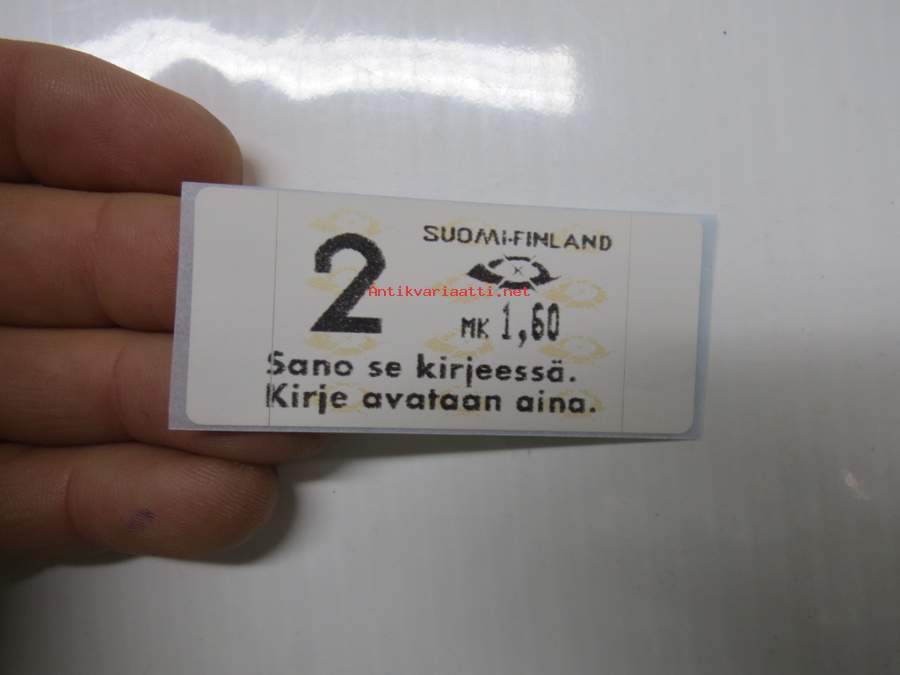 2
SUOMI-FINLAND
Antikvariaatti.net
MK 1,60
Sano se kirjeessä.
Kirje avataan aina.